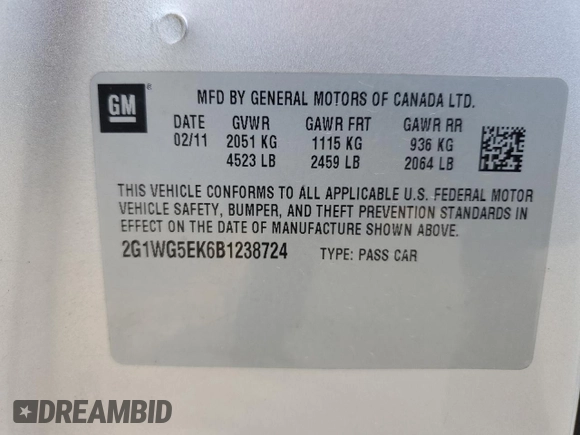 GM ®
MFD BY GENERAL MOTORS OF CANADA LTD.
DATE GVWR GAWR FRT GAWR RR
02/11 2051 KG 1115 KG 936 KG
4523 LB 2459 LB 2064 LB
THIS VEHICLE CONFORMS TO ALL APPLICABLE U.S. FEDERAL MOTOR
VEHICLE SAFETY, BUMPER, AND THEFT PREVENTION STANDARDS IN
EFFECT ON THE DATE OF MANUFACTURE SHOWN ABOVE.
2G1WG5EK6B1238724 TYPE: PASS CAR
DREAMBID